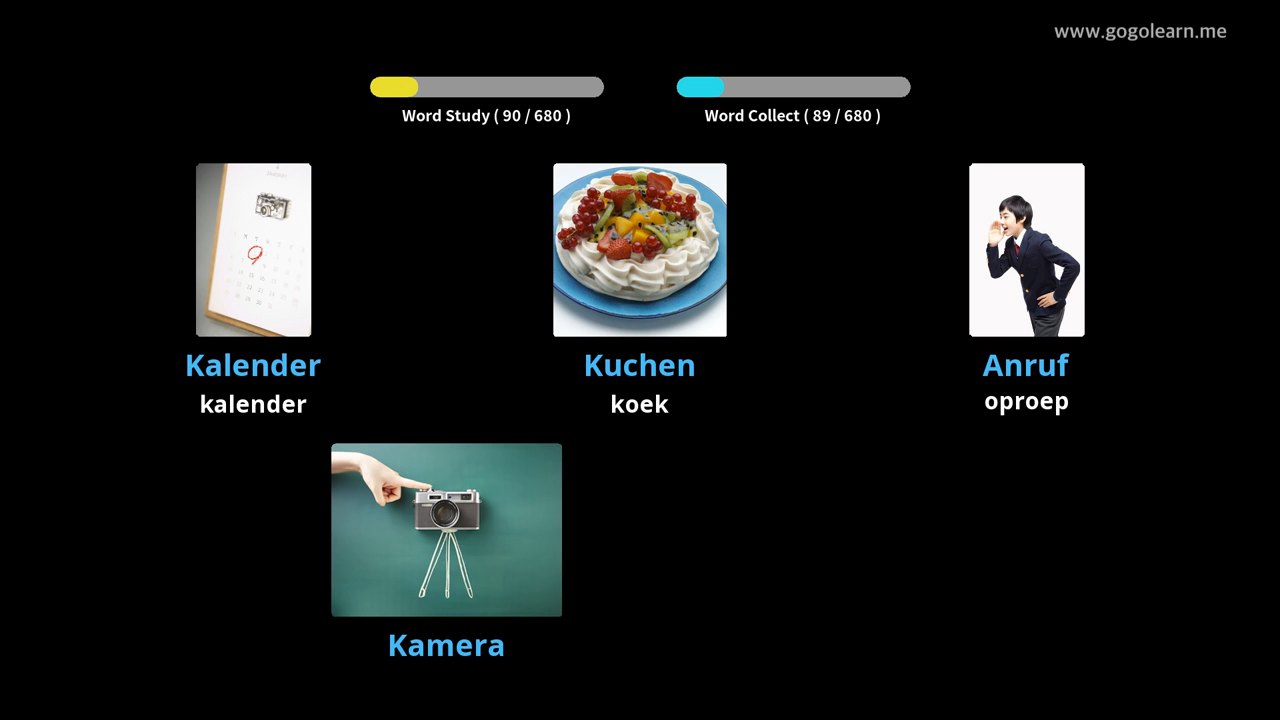 www.gogolearn.me
Word Study ( 90 / 680 )
Word Collect ( 89 / 680 )
Kalender
kalender
Kuchen
koek
Anruf
oproep
Kamera